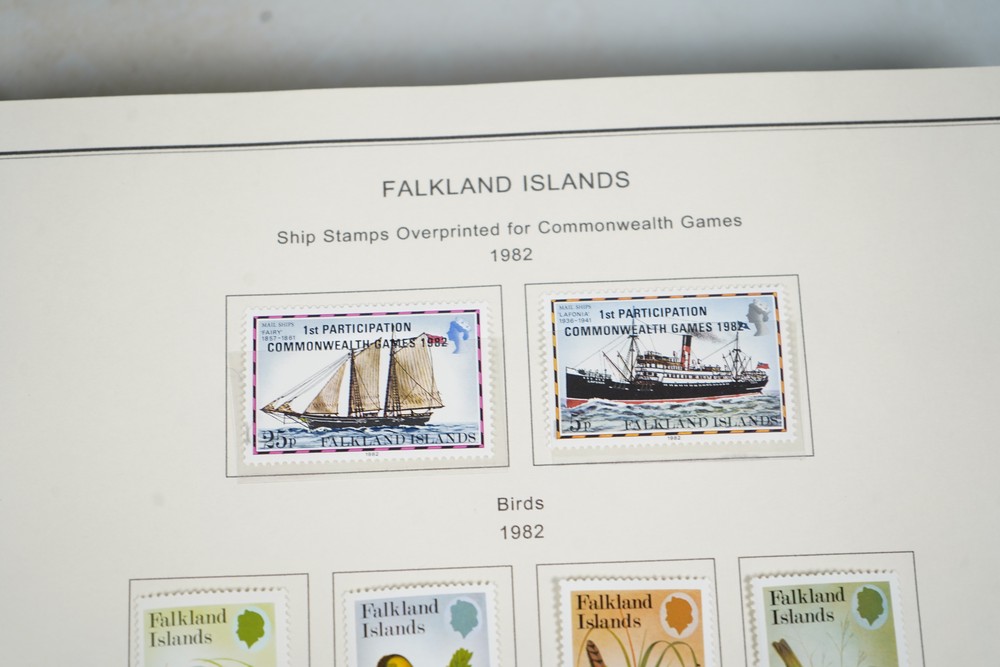 FALKLAND ISLANDS
Ship Stamps Overprinted for Commonwealth Games
1982
MAIL SHIPS
'FAIRY'
1857-1861
1st PARTICIPATION
COMMONWEALTH GAMES 1982
25p FALKLAND ISLANDS
1982
MAIL SHIPS
'LAFONIA'
1936-1941
1st PARTICIPATION
COMMONWEALTH GAMES 1982
5p FALKLAND ISLANDS
1982
Birds
1982
Falkland
Islands
Falkland
Islands
Falkland
Islands
Falkland
Islands